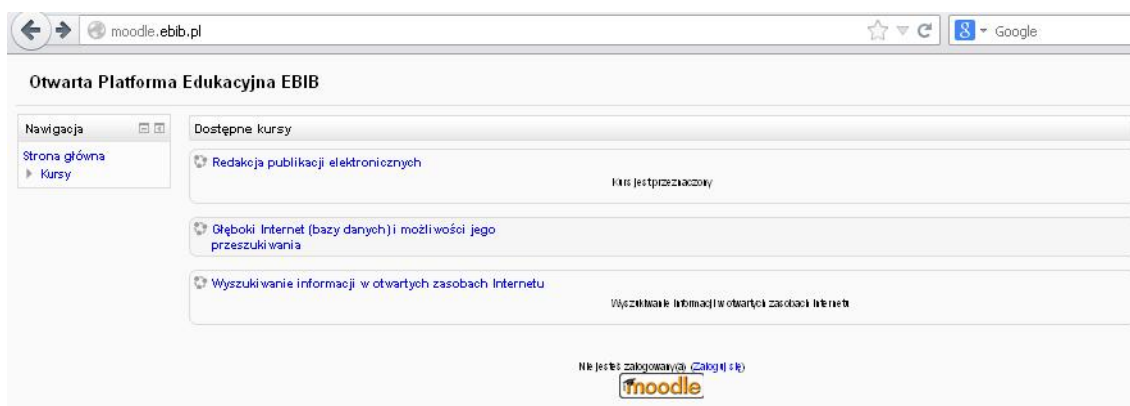 moodle.ebib.pl
Google
Otwarta Platforma Edukacyjna EBIB
Nawigacja
Strona główna
Kursy
Dostępne kursy
Redakcja publikacji elektronicznych
Kurs jest przeznaczony
Głęboki Internet (bazy danych) i możliwości jego
przeszukiwania
Wyszukiwanie informacji w otwartych zasobach Internetu
Wyszukiwanie informacji w otwartych zasobach Internetu
Nie jesteś zalogowany(a) (Zaloguj się)
moodle